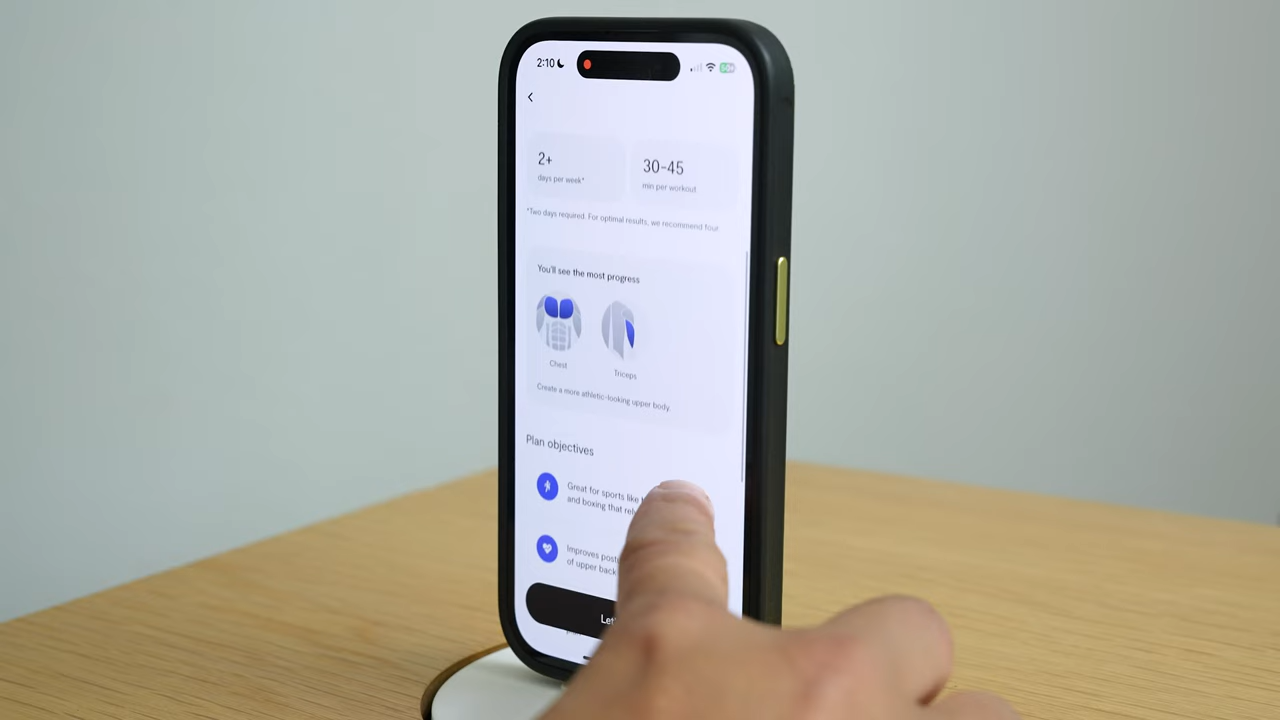 2:10
2+
days per week*
30-45
min per workout
*Two days required. For optimal results, we recommend four.
You'll see the most progress
Chest
Triceps
Create a more athletic-looking upper body.
Plan objectives
Great for sports like
and boxing that
Improves
of upper back